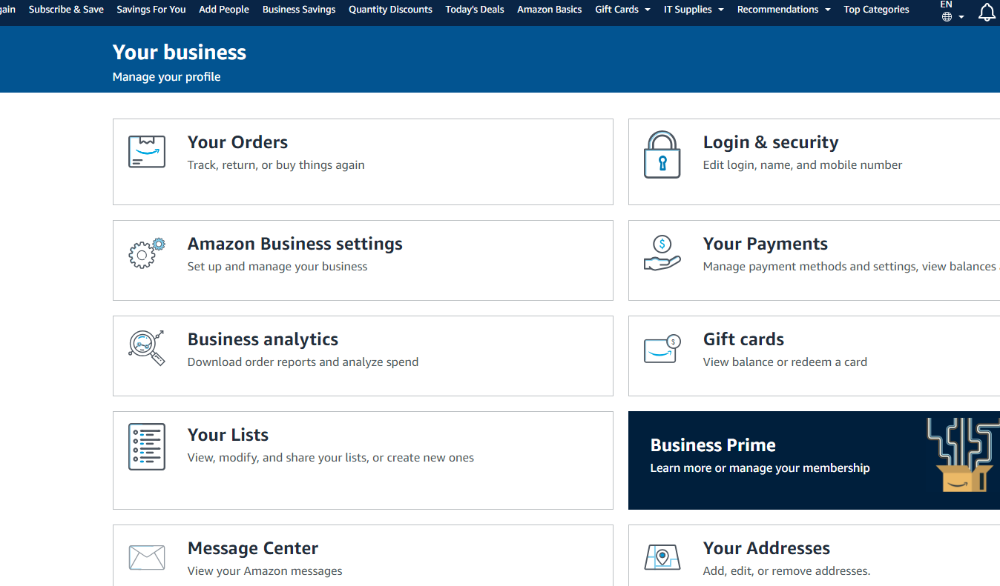 gain Subscribe & Save Savings For You Add People Business Savings Quantity Discounts Today's Deals Amazon Basics Gift Cards IT Supplies Recommendations Top Categories EN
Your business
Manage your profile
Your Orders
Track, return, or buy things again
Login & security
Edit login, name, and mobile number
Amazon Business settings
Set up and manage your business
Your Payments
Manage payment methods and settings, view balances
Business analytics
Download order reports and analyze spend
Gift cards
View balance or redeem a card
Your Lists
View, modify, and share your lists, or create new ones
Business Prime
Learn more or manage your membership
Message Center
View your Amazon messages
Your Addresses
Add, edit, or remove addresses.